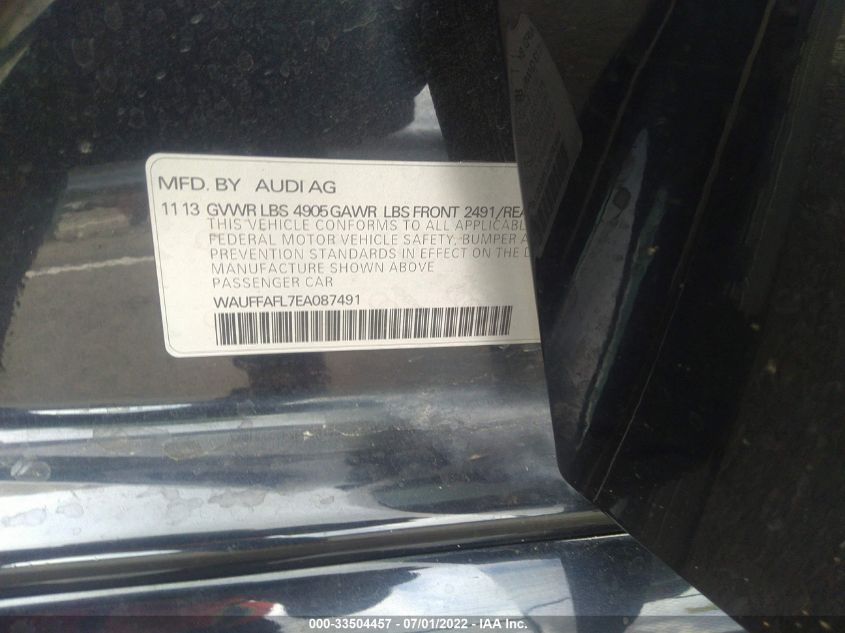 MFD. BY AUDI AG
11 13 GVWR LBS 4905 GAWR LBS FRONT 2491/REA
THIS VEHICLE CONFORMS TO ALL APPLICABL
FEDERAL MOTOR VEHICLE SAFETY, BUMPER A
PREVENTION STANDARDS IN EFFECT ON THE D
MANUFACTURE SHOWN ABOVE
PASSENGER CAR
WAUFFAFL7EA087491
000-33504457 - 07/01/2022 - IAA Inc.